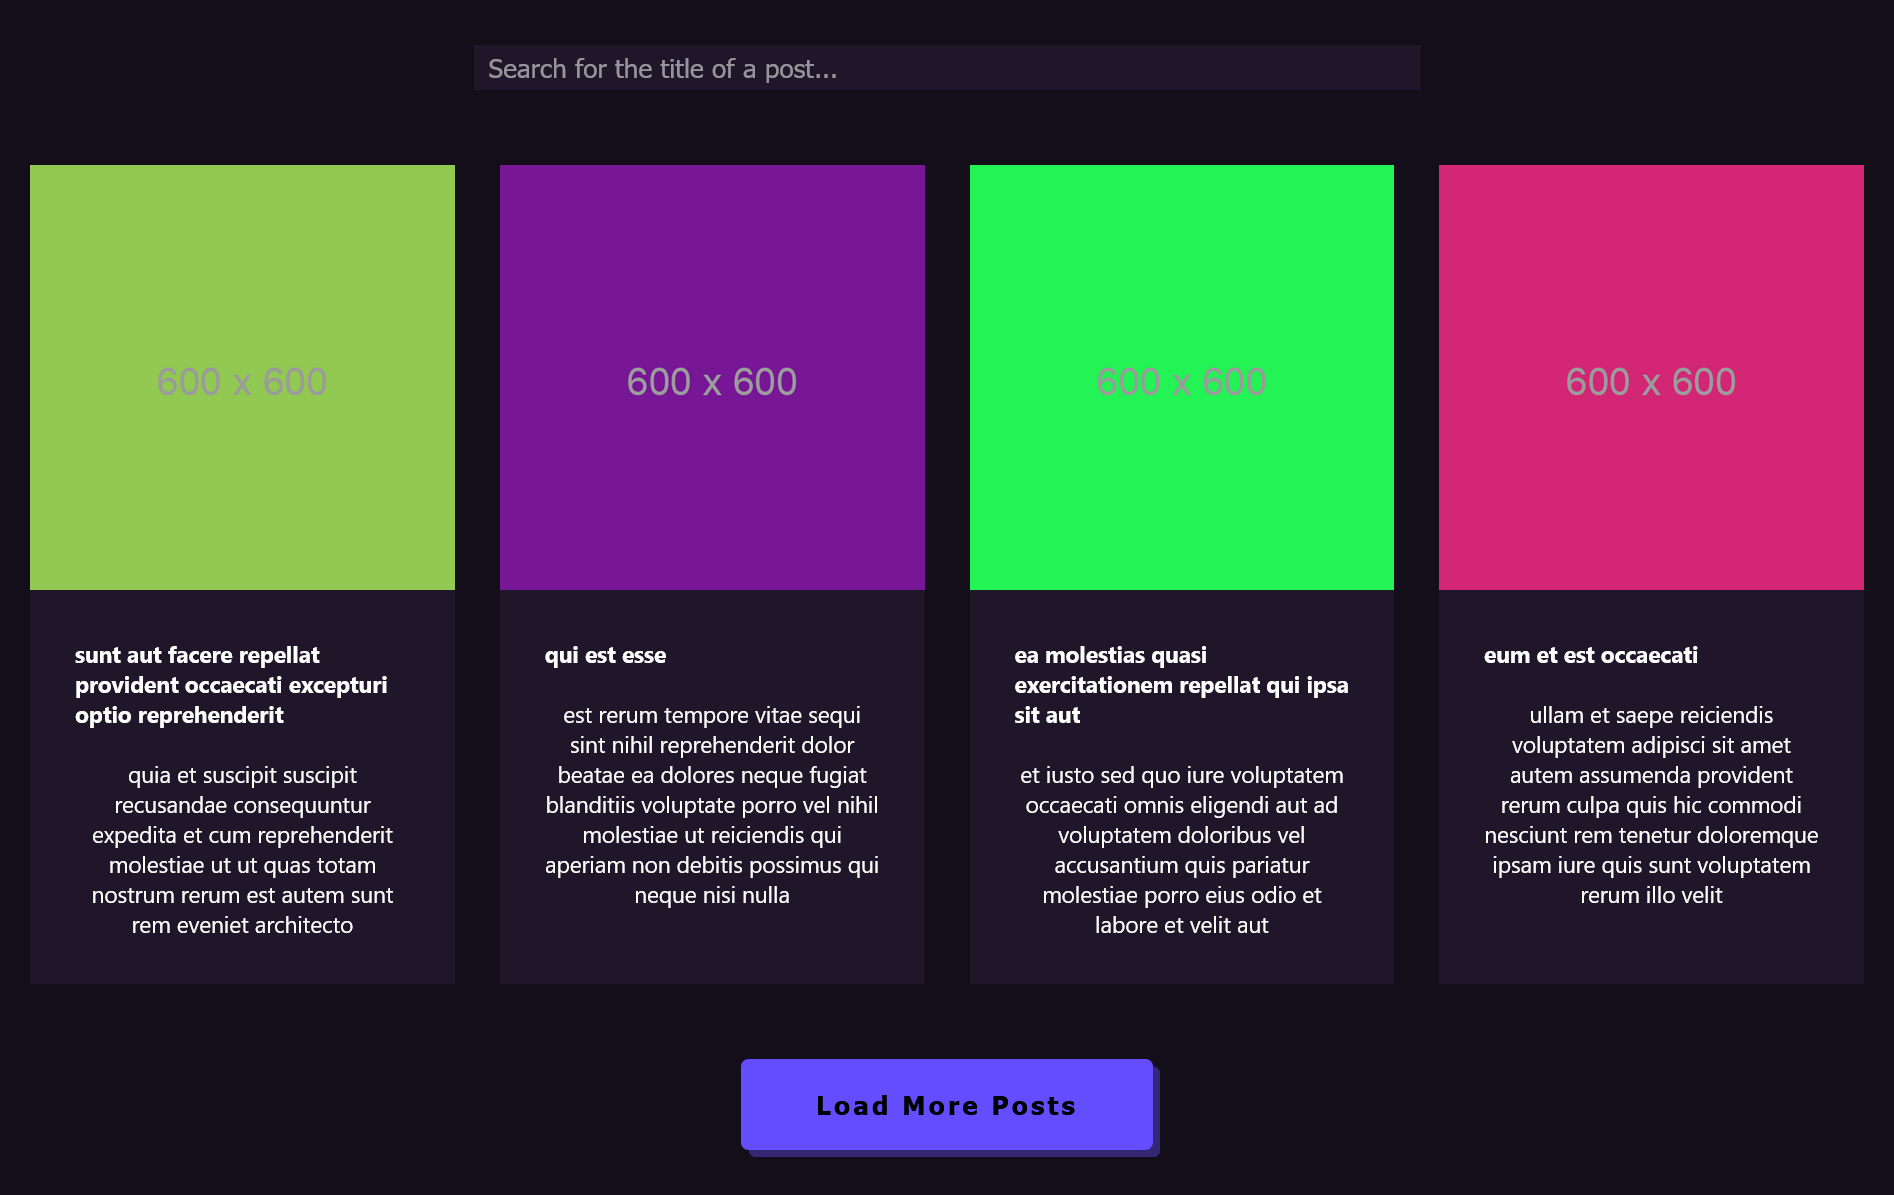 Search for the title of a post...
600 x 600
600 x 600
600 x 600
600 x 600
sunt aut facere repellat
provident occaecati excepturi
optio reprehenderit
quia et suscipit suscipit
recusandae consequuntur
expedita et cum reprehenderit
molestiae ut ut quas totam
nostrum rerum est autem sunt
rem eveniet architecto
qui est esse
est rerum tempore vitae sequi
sint nihil reprehenderit dolor
beatae ea dolores neque fugiat
blanditiis voluptate porro vel nihil
molestiae ut reiciendis qui
aperiam non debitis possimus qui
neque nisi nulla
ea molestias quasi
exercitationem repellat qui ipsa
sit aut
et iusto sed quo iure voluptatem
occaecati omnis eligendi aut ad
voluptatem doloribus vel
accusantium quis pariatur
molestiae porro eius odio et
labore et velit aut
eum et est occaecati
ullam et saepe reiciendis
voluptatem adipisci sit amet
autem assumenda provident
rerum culpa quis hic commodi
nesciunt rem tenetur doloremque
ipsam iure quis sunt voluptatem
rerum illo velit
Load More Posts